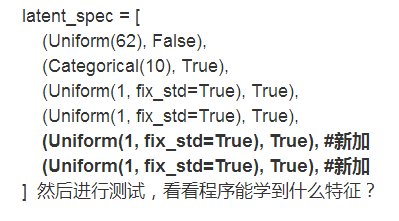 latent_spec = [
(Uniform(62), False),
(Categorical(10), True),
(Uniform(1, fix_std=True), True),
(Uniform(1, fix_std=True), True),
(Uniform(1, fix_std=True), True), #新加
(Uniform(1, fix_std=True), True), #新加
] 然后进行测试，看看程序能学到什么特征？